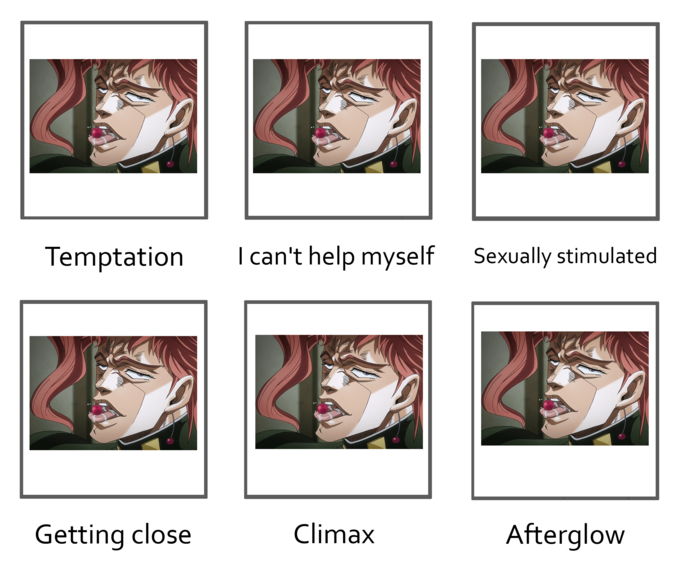 Temptation
I can't help myself
Sexually stimulated
Getting close
Climax
Afterglow